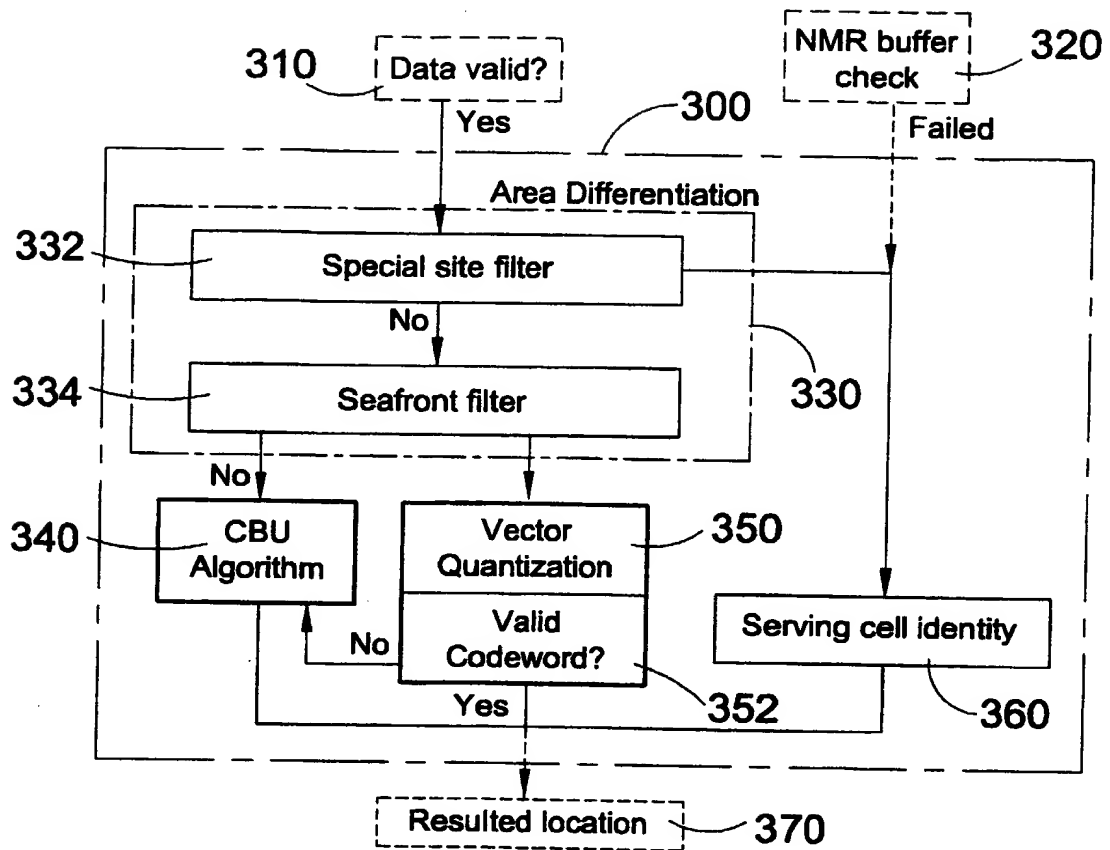 310
Data valid?
NMR buffer
check
320
Yes
300
Failed
Area Differentiation
332
Special site filter
No
334
Seafront filter
330
No
340
CBU
Algorithm
Vector
Quantization
350
No
Valid
Codeword?
352
Serving cell identity
360
Yes
Resulted location
370